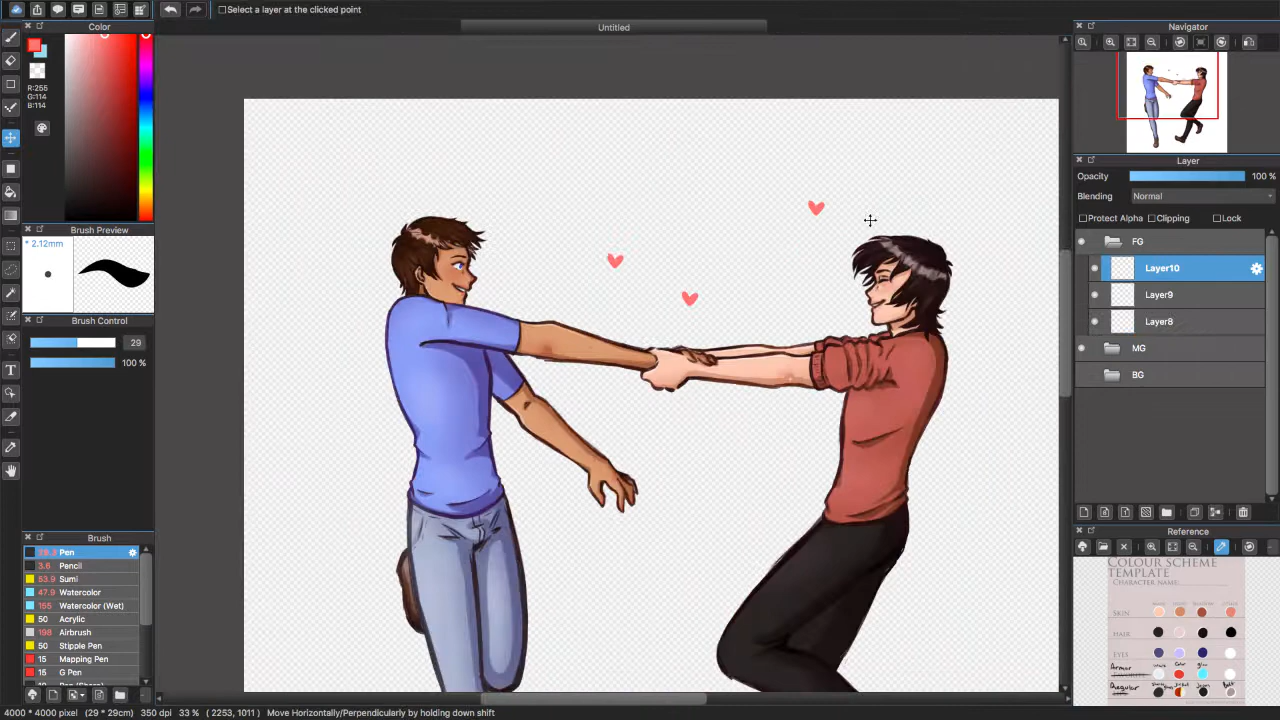 Select a layer at the clicked point
Color
Untitled
Navigator
R:255
G:114
B:114
Layer
Opacity
100 %
Blending
Normal
Protect Alpha
Clipping
Lock
FG
Layer10
Layer9
Layer8
MG
BG
Brush Preview
* 2.12mm
Brush Control
29
100 %
Brush
Pen
3.6 Pencil
53.9 Sumi
47.9 Watercolor
155 Watercolor (Wet)
50 Acrylic
198 Airbrush
50 Stipple Pen
15 Mapping Pen
15 G Pen
Reference
COLOUR SCHEME
TEMPLATE
CHARACTER NAME:
SKIN
HAIR
EYES
4000 * 4000 pixel (29 * 29cm) 350 dpi 33 % ( 2253, 1011 ) Move Horizontally/Perpendicularly by holding down shift